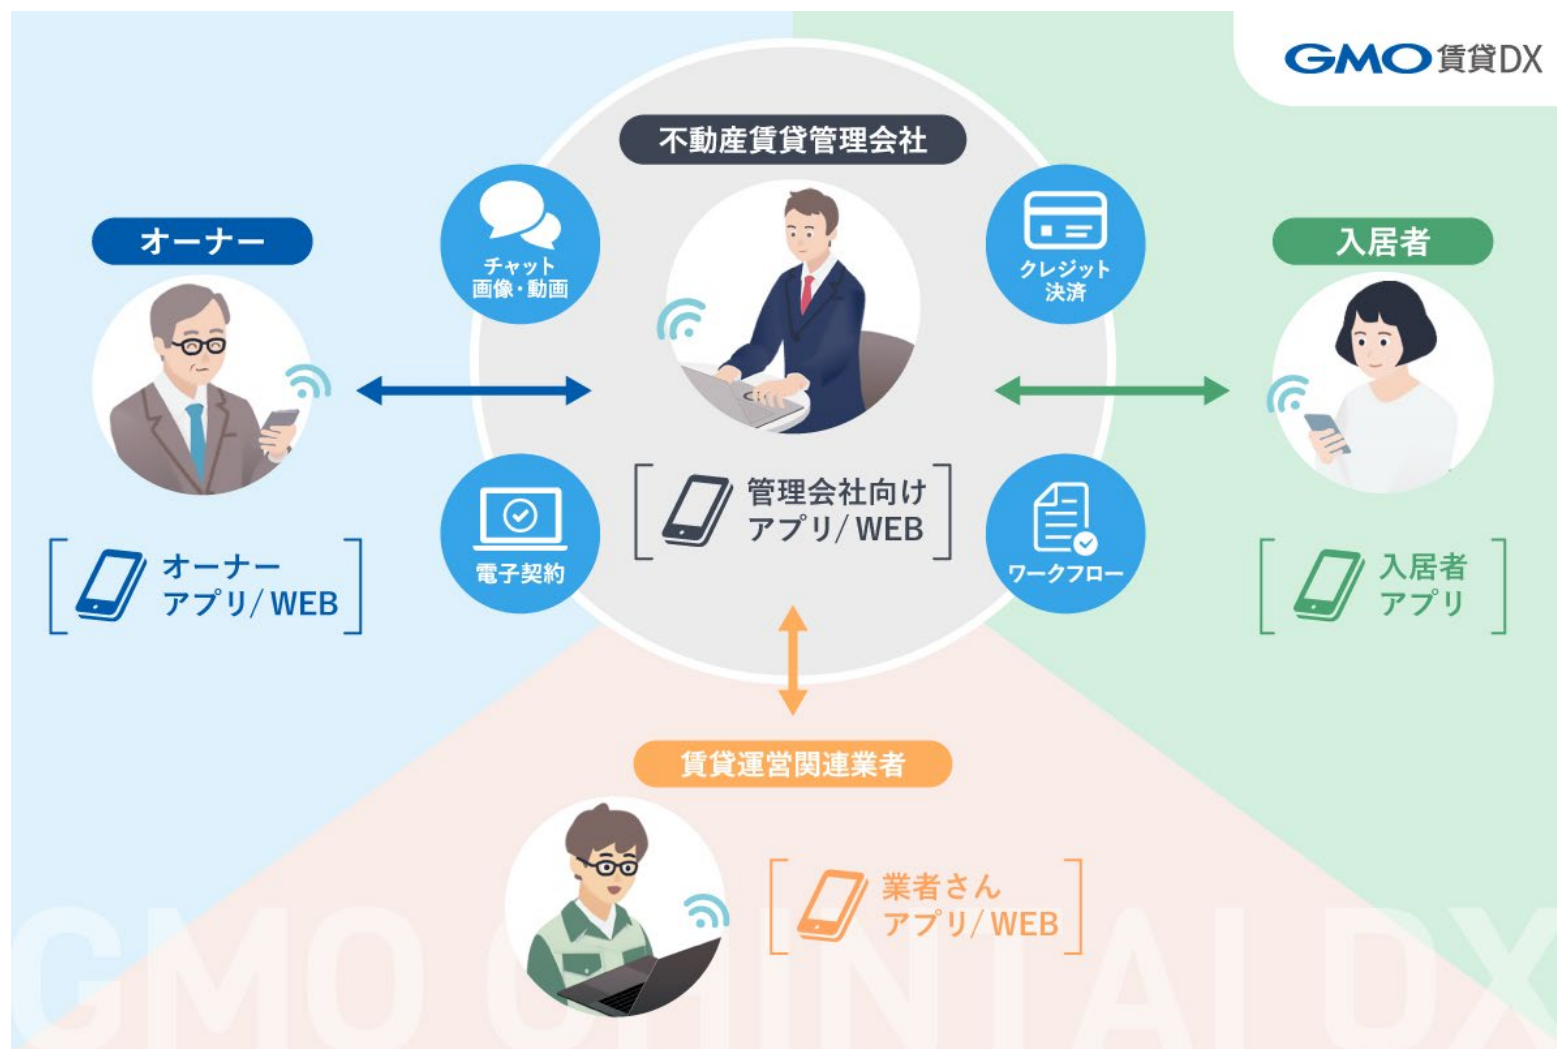 GMO賃貸DX
不動産賃貸管理会社
オーナー
チャット
画像・動画
クレジット
決済
入居者
管理会社向け
アプリ/WEB
電子契約
ワークフロー
オーナー
アプリ/WEB
入居者
アプリ
賃貸運営関連業者
業者さん
アプリ/WEB
GMO CHINTAI DX